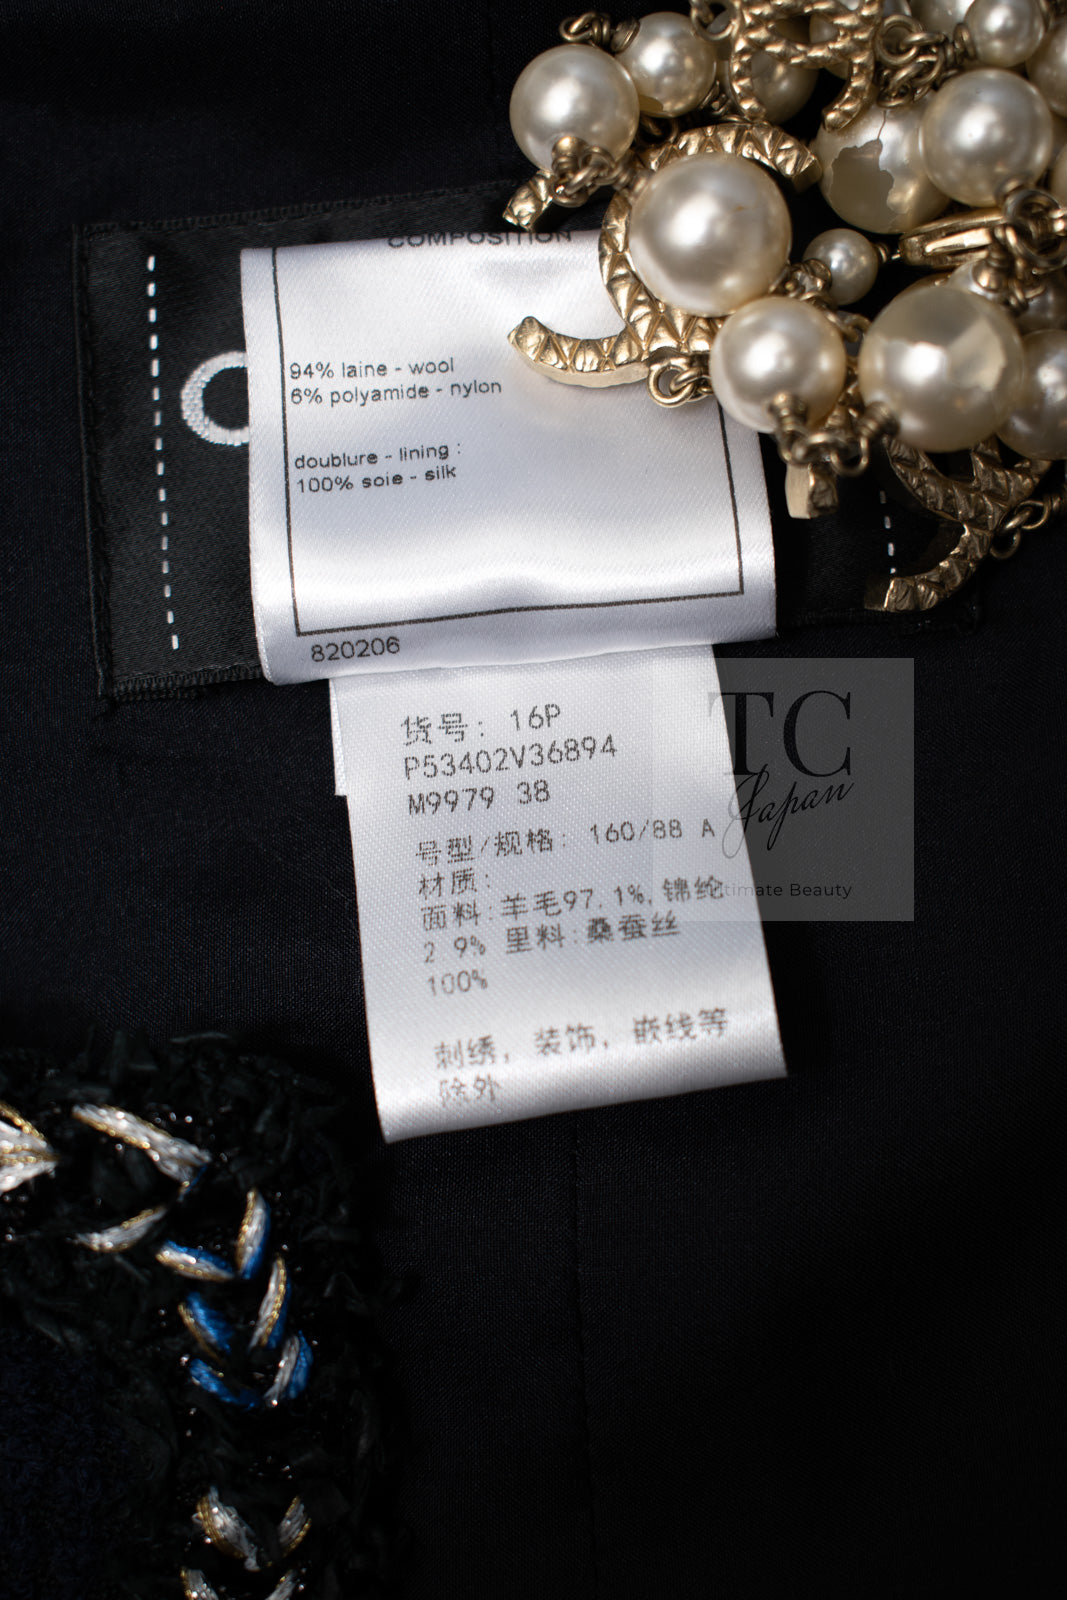 COMPOSITION
94% laine - wool
6% polyamide - nylon
doublure - lining :
100% soie - silk
820206
货号: 16P
P53402V36894
M9979 38
号型/规格: 160/88 A
材质:
面料:羊毛97.1%,锦纶
2 9% 里料:桑蚕丝
100%
刺绣, 装饰, 嵌线等
除外
TC
Japan
Ultimate Beauty